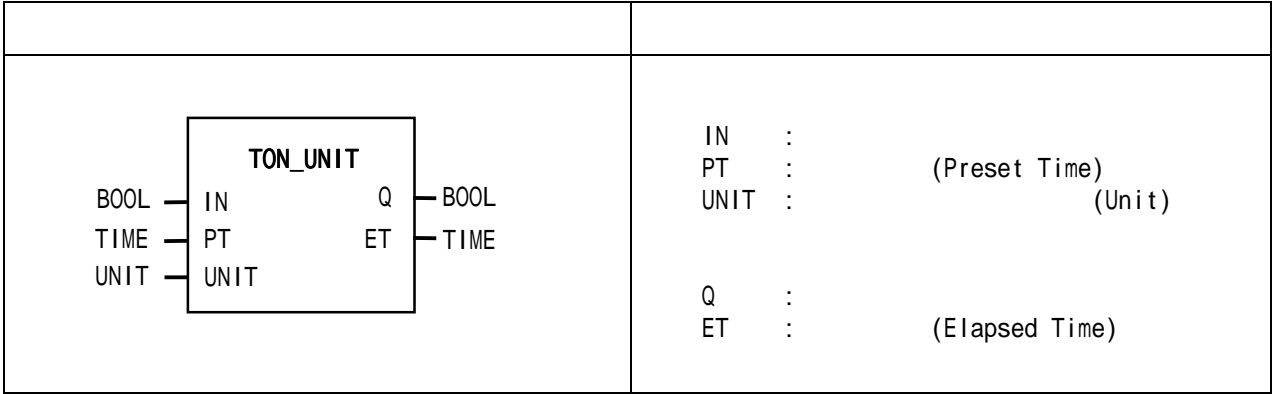 TON_UNIT
BOOL IN Q BOOL
TIME PT ET TIME
UNIT UNIT
IN :
PT : (Preset Time)
UNIT : (Unit)
Q :
ET : (Elapsed Time)